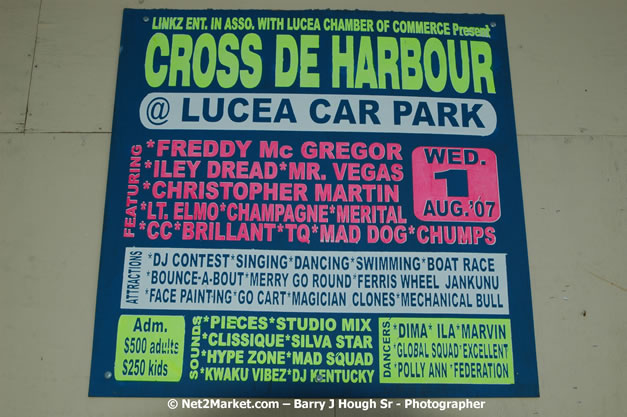 LINKZ ENT. IN ASSO. WITH LUCEA CHAMBER OF COMMERCE Present
CROSS DE HARBOUR
@ LUCEA CAR PARK
FEATURING
*FREDDY Mc GREGOR
*ILEY DREAD*MR. VEGAS
*CHRISTOPHER MARTIN
*LT. ELMO*CHAMPAGNE*MERITAL
*CC*BRILLANT*TQ*MAD DOG*CHUMPS
WED.
1
AUG.'07
ATTRACTIONS
*DJ CONTEST*SINGING*DANCING*SWIMMING*BOAT RACE
*BOUNCE-A-BOUT*MERRY GO ROUND*FERRIS WHEEL JANKUNU
*FACE PAINTING*GO CART*MAGICIAN CLONES*MECHANICAL BULL
Adm.
$500 adults
$250 kids
SOUNDS
*PIECES*STUDIO MIX
*CLISSIQUE*SILVA STAR
*HYPE ZONE*MAD SQUAD
*KWAKU VIBEZ*DJ KENTUCKY
DANCERS
*DIMA* ILA*MARVIN
*GLOBAL SQUAD*EXCELLENT
*POLLY ANN *FEDERATION
© Net2Market.com -- Barry J Hough Sr - Photographer